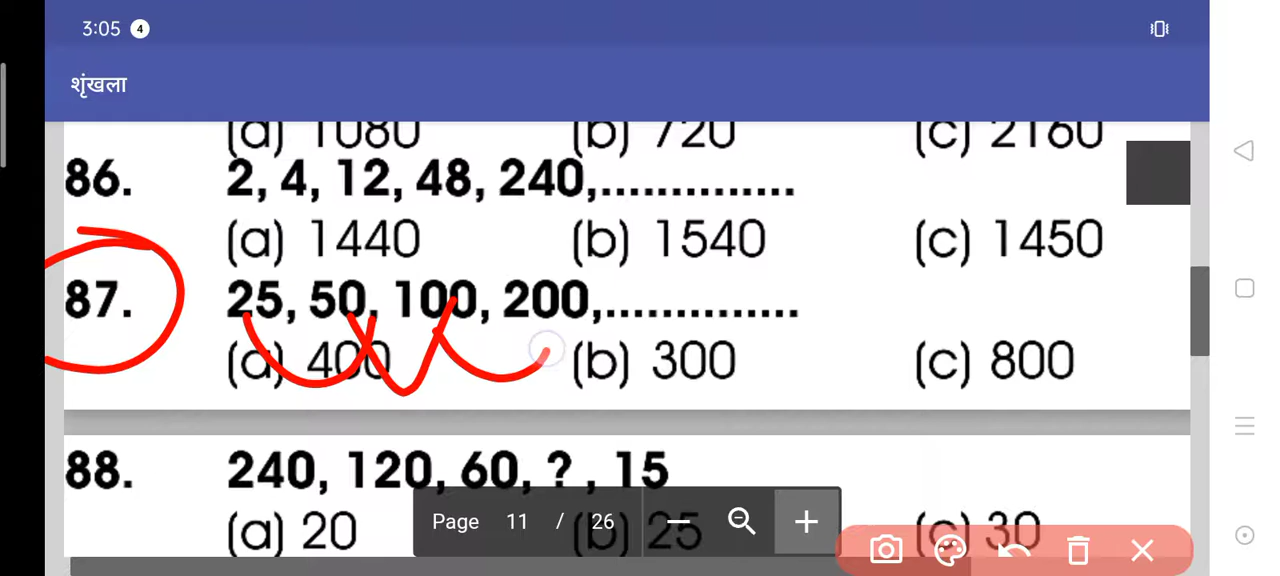 3:05 4
शृंखला
(a) 1080 (b) 720 (c) 2160
86. 2, 4, 12, 48, 240,...............
(a) 1440 (b) 1540 (c) 1450
87. 25, 50, 100, 200,...............
(a) 400 (b) 300 (c) 800
88. 240, 120, 60, ? , 15
(a) 20 (b) 25 (c) 30
Page 11 / 26